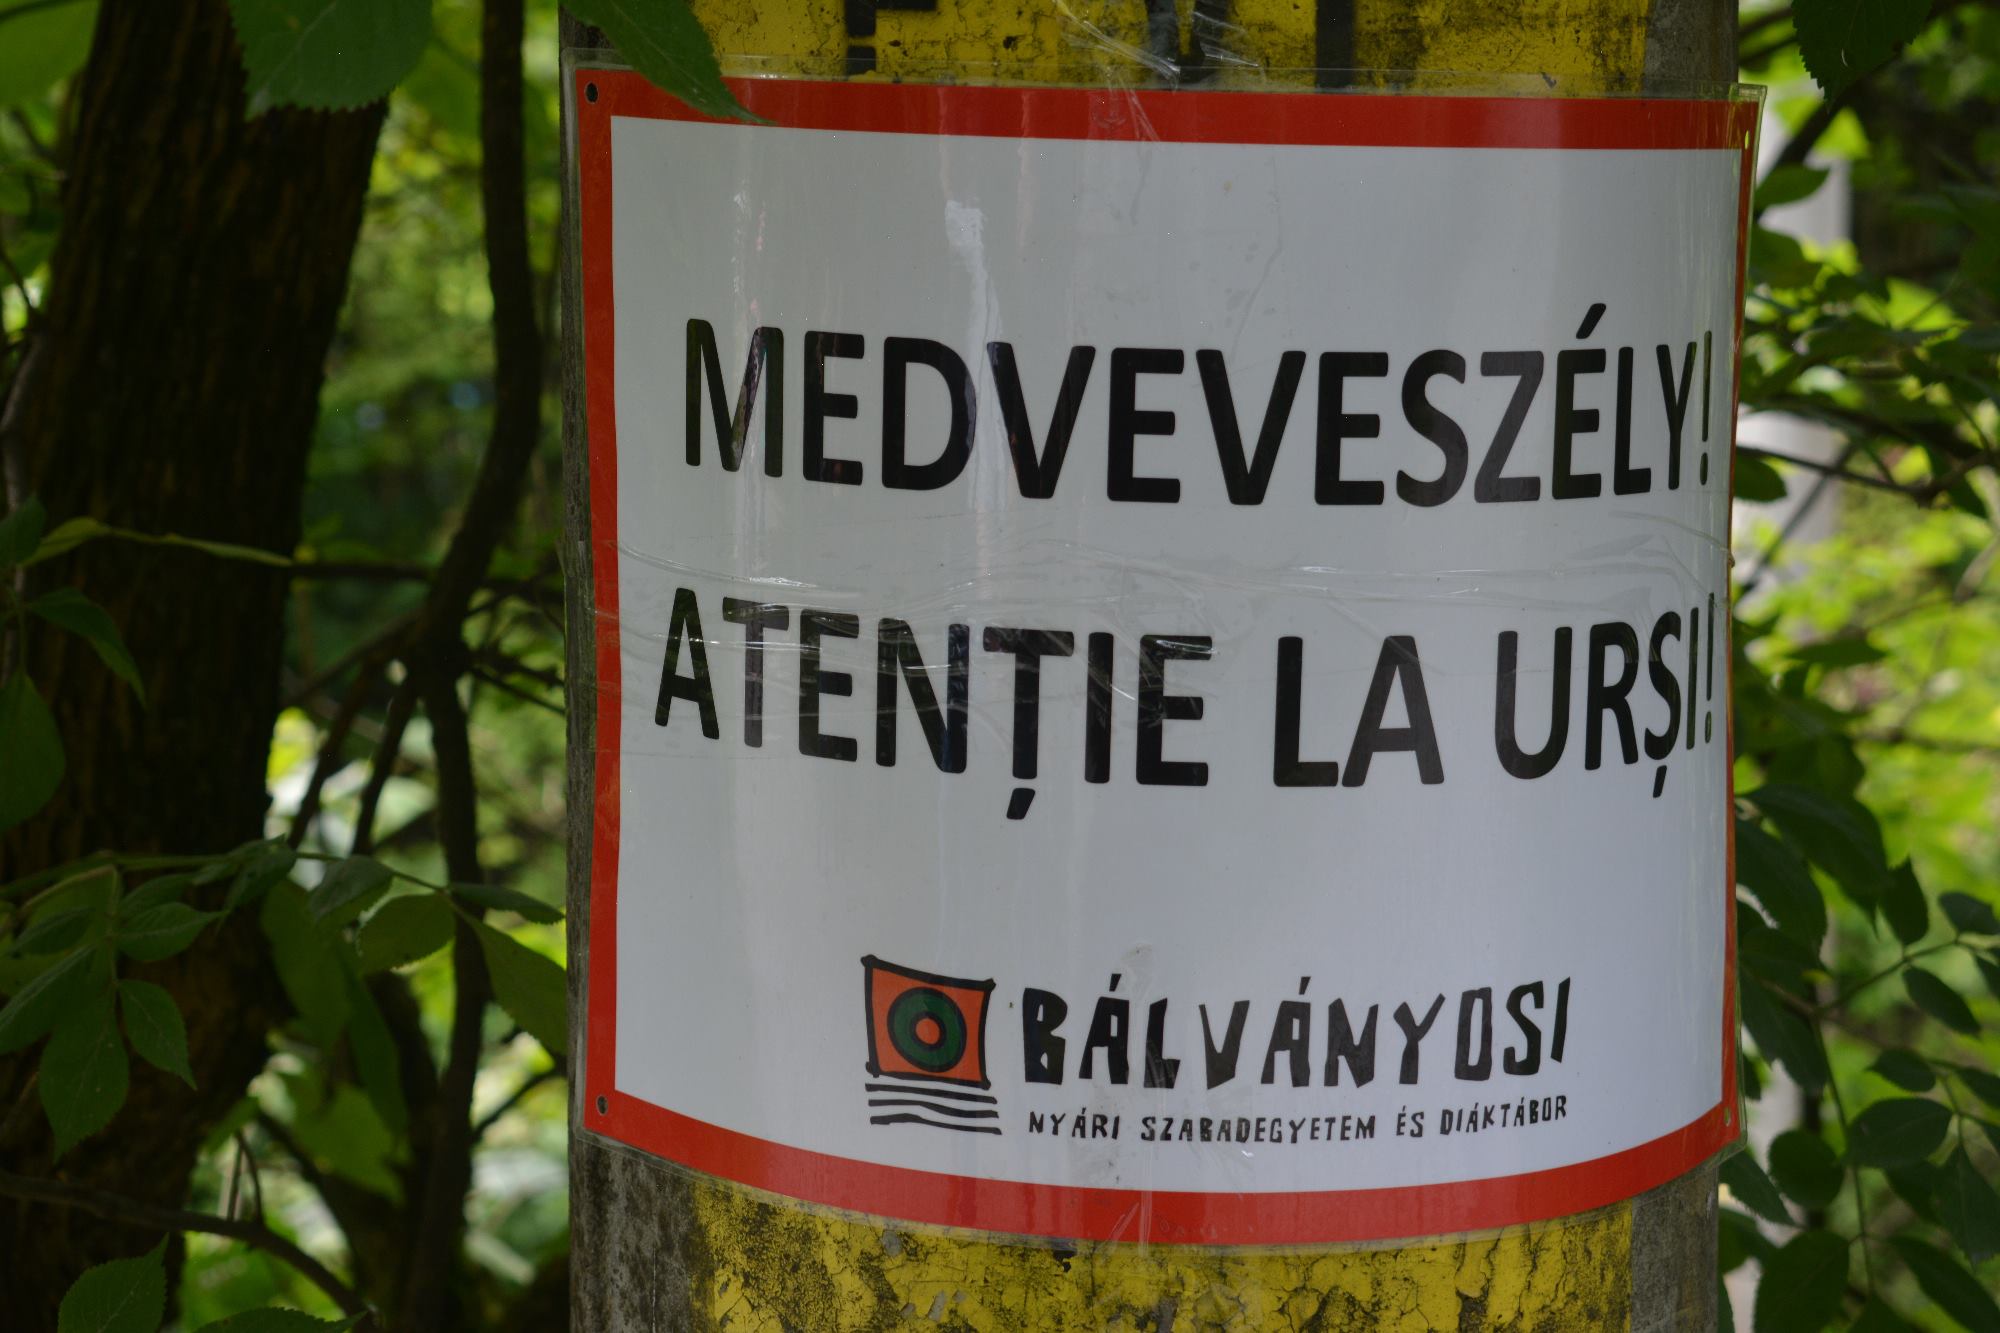 MEDVEVESZÉLY!
ATENȚIE LA URȘI!
BÁLVÁNYOSI
NYÁRI SZABADEGYETEM ÉS DIÁKTÁBOR